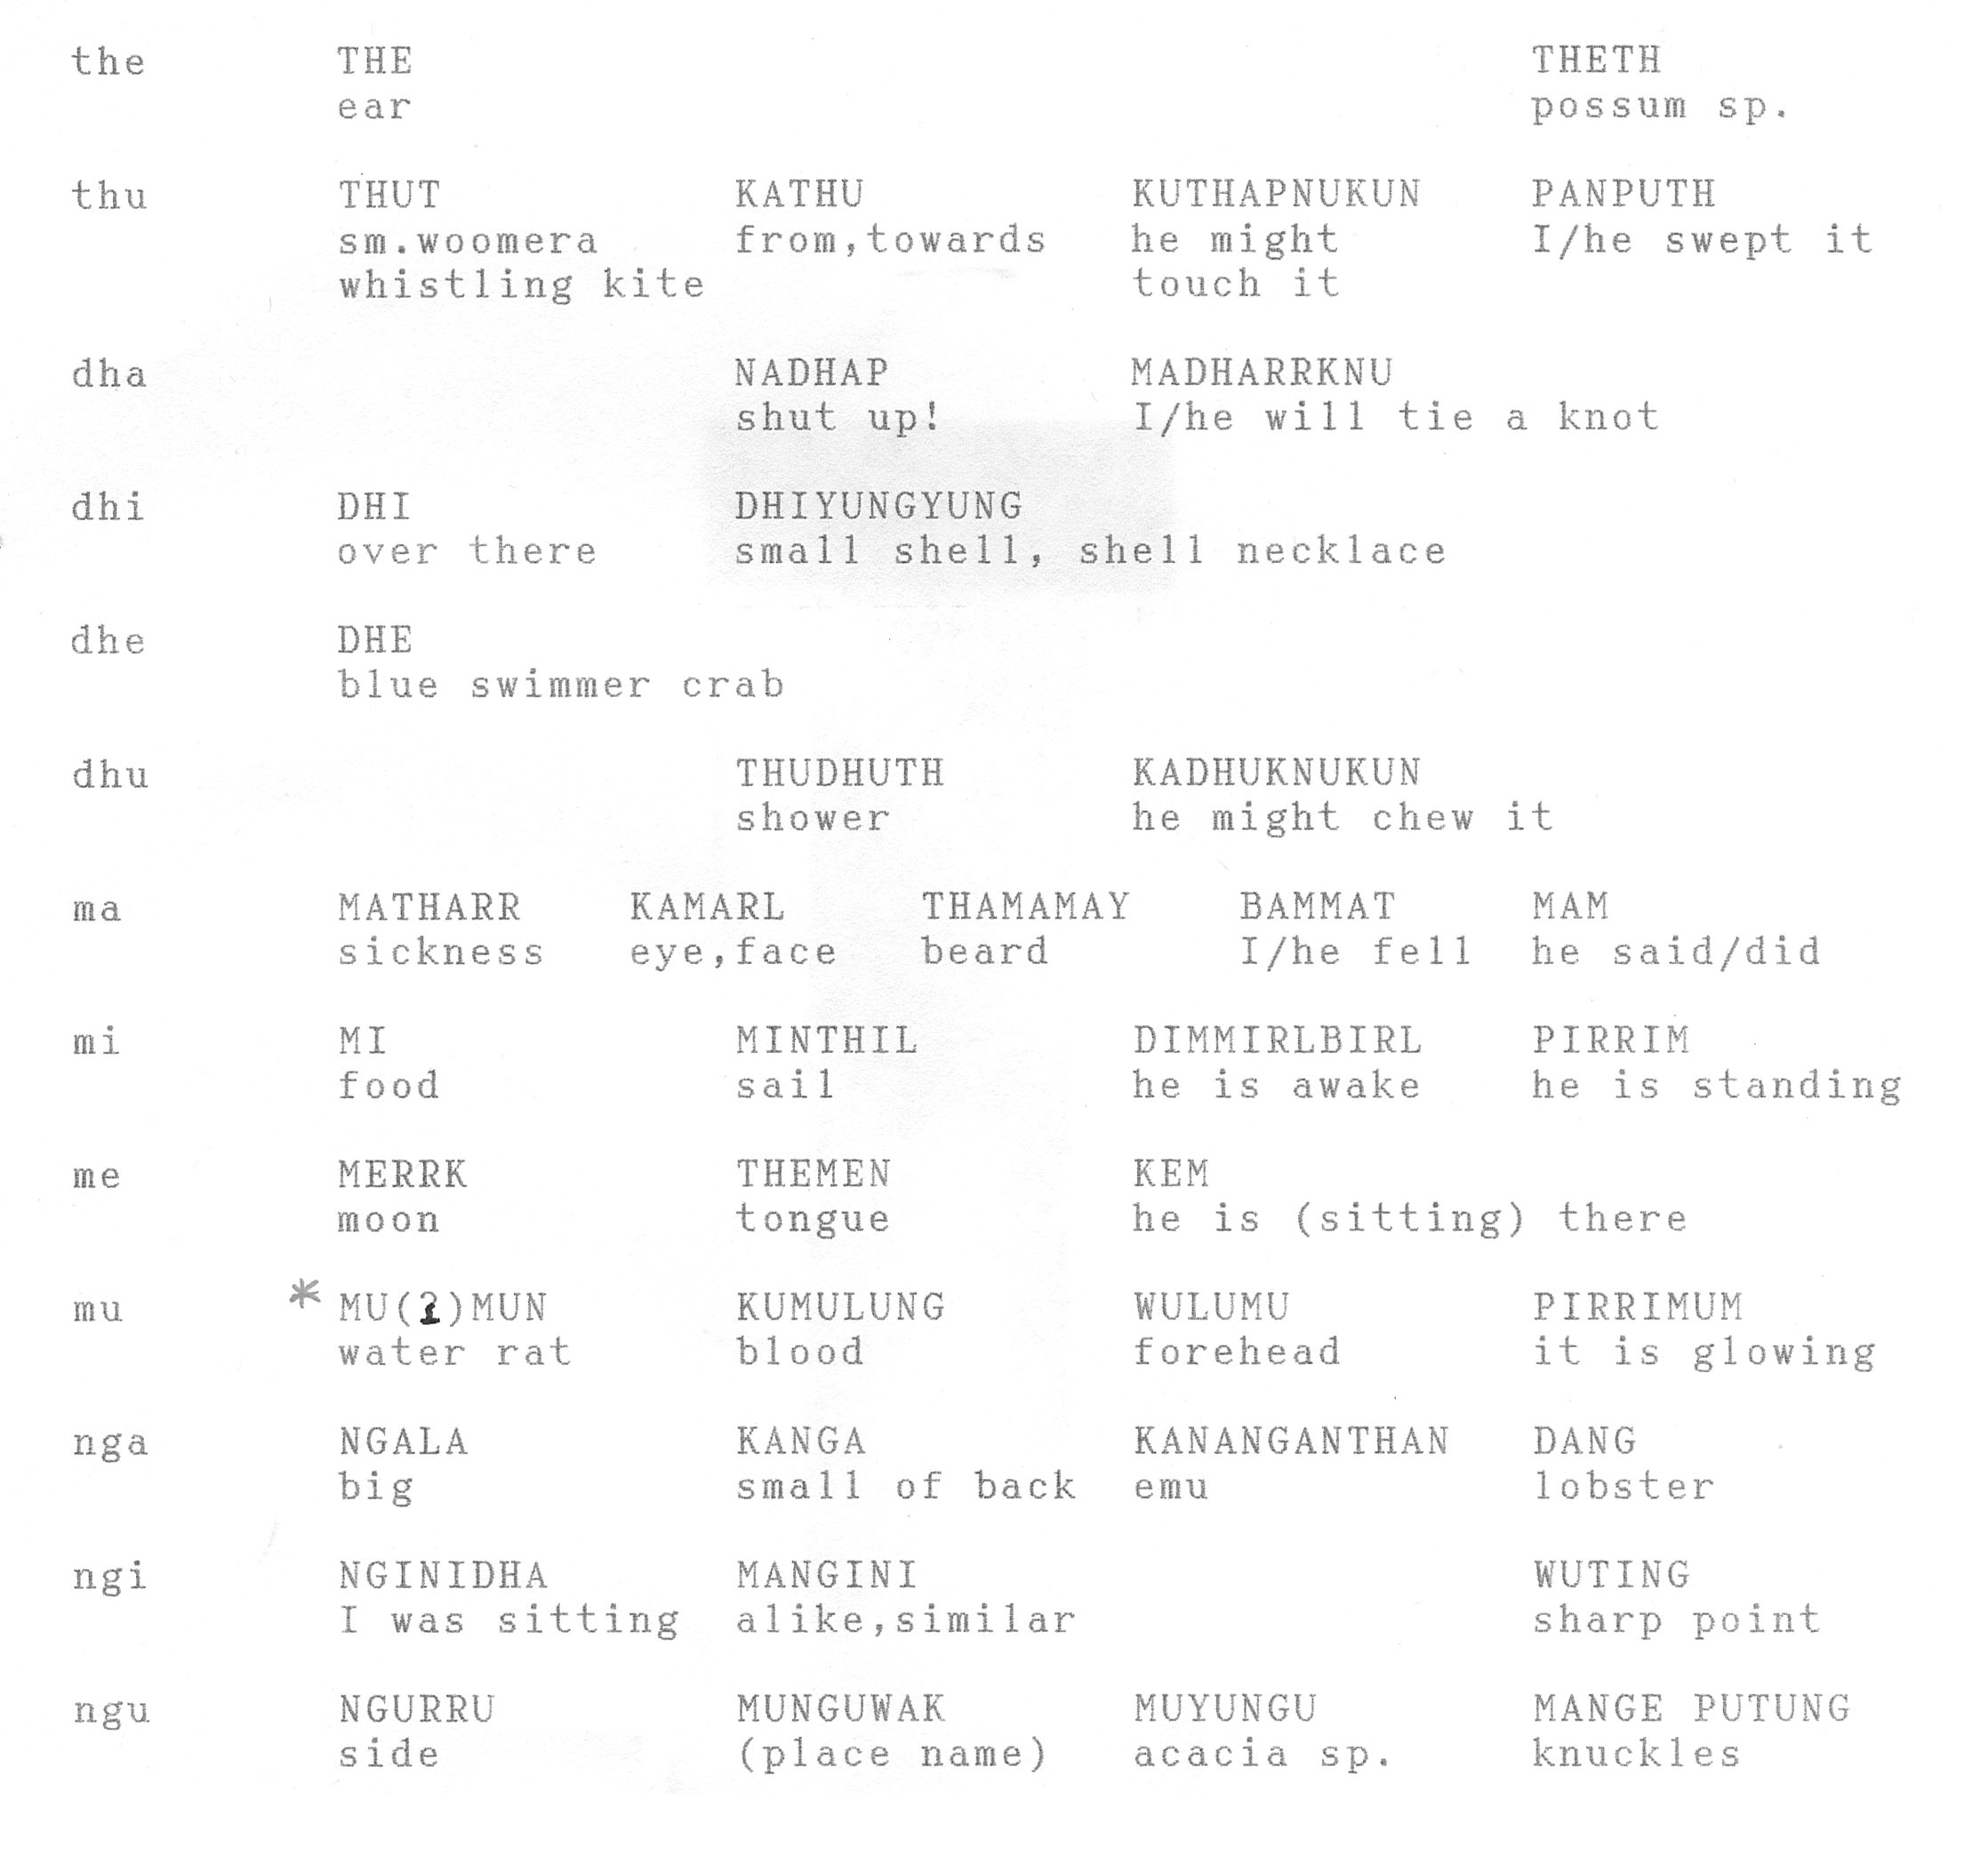 the THE THETH
ear possum sp.
thu THUT KATHU KUTHAPNUKUN PANPUTH
sm.woomera from,towards he might I/he swept it
whistling kite touch it
dha NADHAP MADHARRKNU
shut up! I/he will tie a knot
dhi DHI DHIYUNGYUNG
over there small shell, shell necklace
dhe DHE
blue swimmer crab
dhu THUDHUTH KADHUKNUKUN
shower he might chew it
ma MATHARR KAMARL THAMAMAY BAMMAT MAM
sickness eye,face beard I/he fell he said/did
mi MI MINTHIL DIMMIRLBIRL PIRRIM
food sail he is awake he is standing
me MERRK THEMEN KEM
moon tongue he is (sitting) there
mu * MU(?)MUN KUMULUNG WULUMU PIRRIMUM
water rat blood forehead it is glowing
nga NGALA KANGA KANANGANTHAN DANG
big small of back emu lobster
ngi NGINIDHA MANGINI WUTING
I was sitting alike,similar sharp point
ngu NGURRU MUNGUWAK MUYUNGU MANGE PUTUNG
side (place name) acacia sp. knuckles